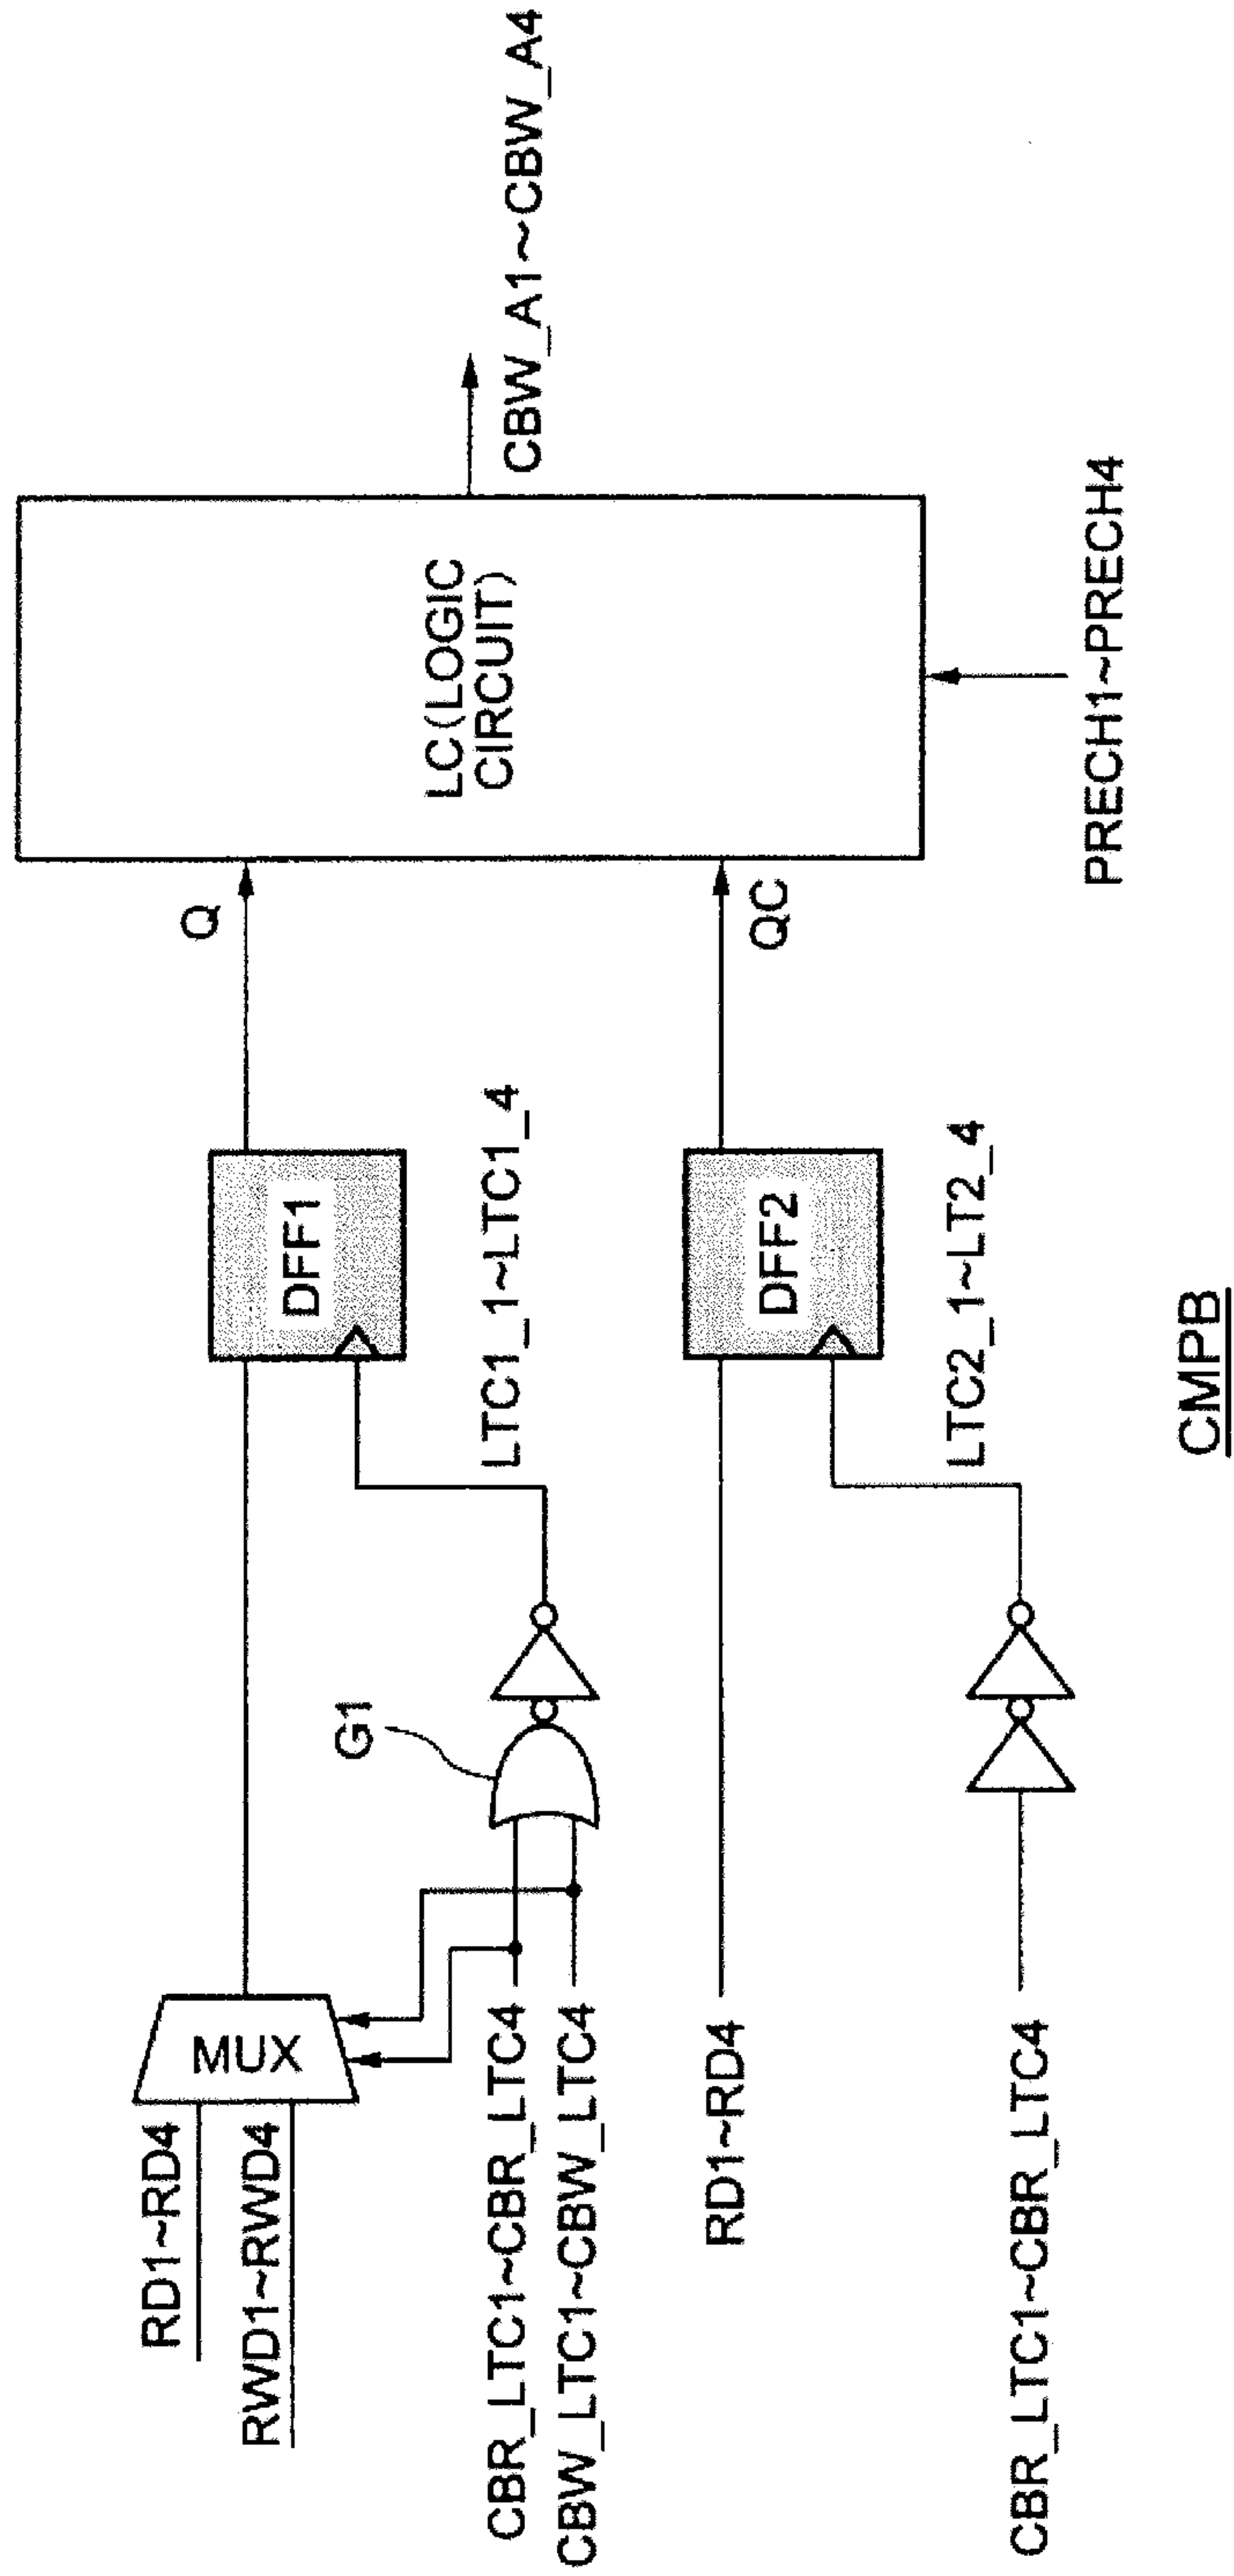 RD1~RD4
RWD1~RWD4
MUX
CBR_LTC1~CBR_LTC4
CBW_LTC1~CBW_LTC4
G1
LTC1_1~LTC1_4
DFF1
Q
RD1~RD4
CBR_LTC1~CBR_LTC4
LTC2_1~LT2_4
DFF2
QC
LC(LOGIC
CIRCUIT)
CBW_A1~CBW_A4
PRECH1~PRECH4
CMPB